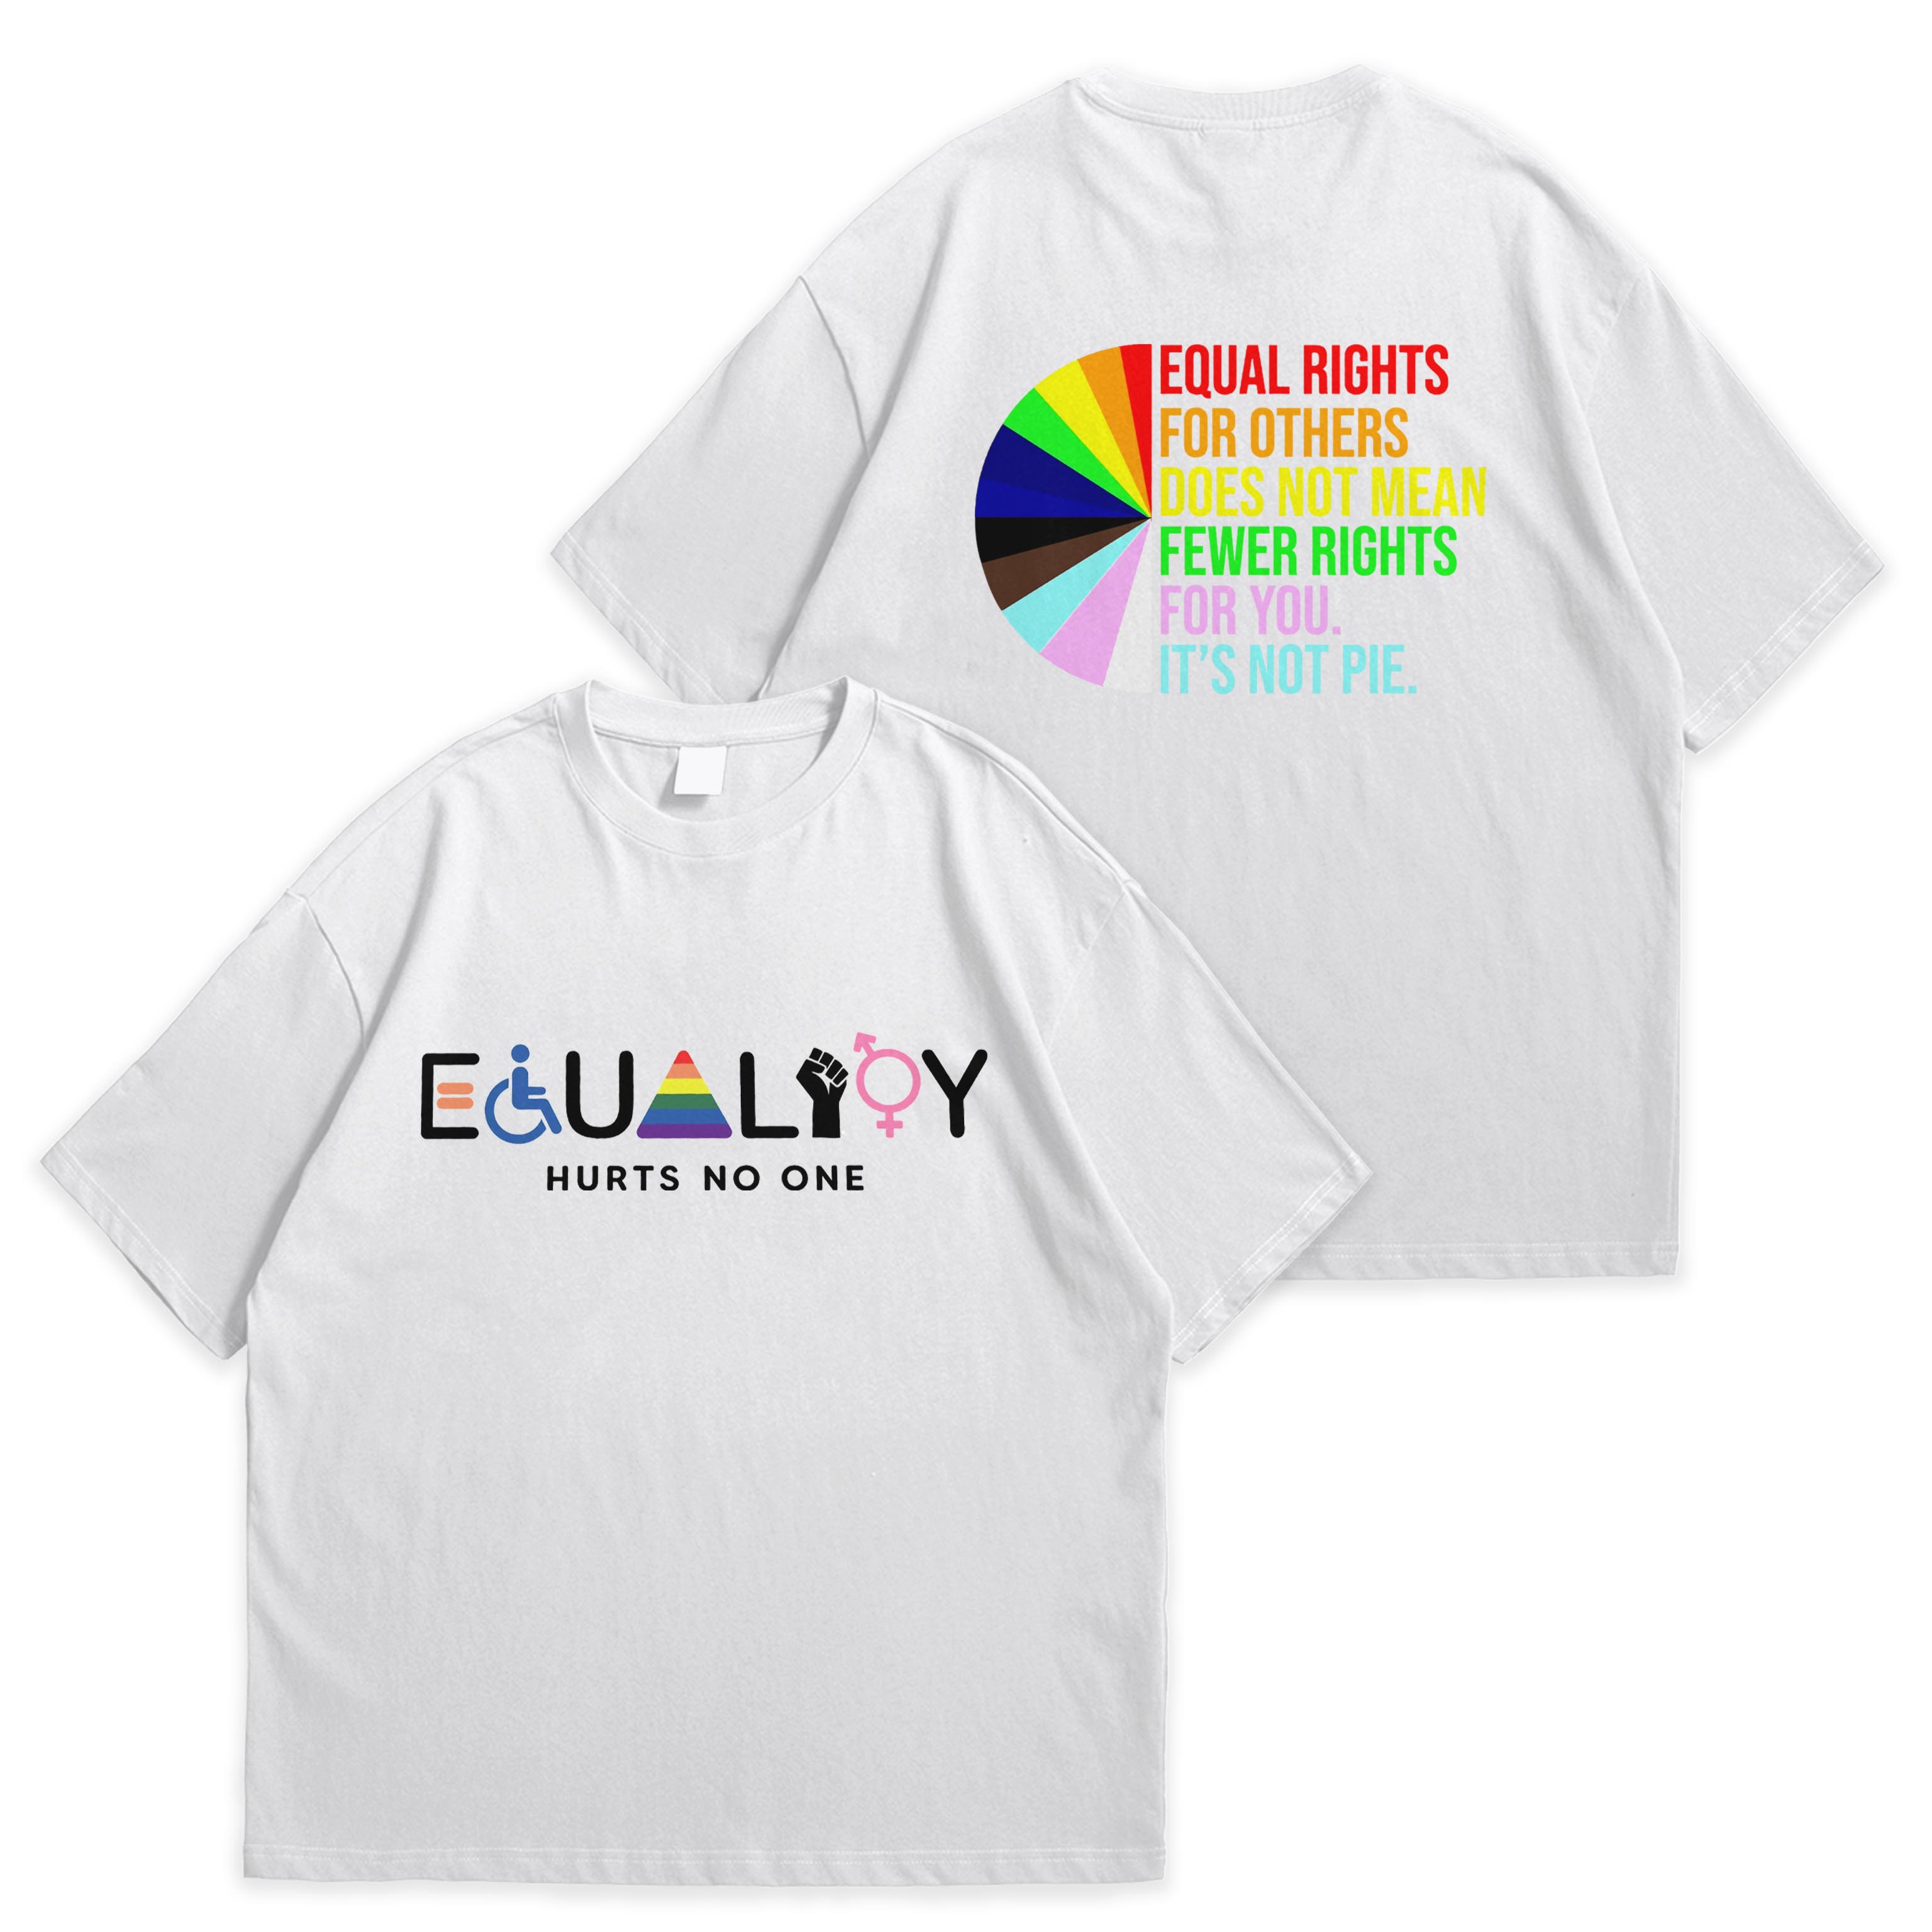 EQUAL RIGHTS
FOR OTHERS
DOES NOT MEAN
FEWER RIGHTS
FOR YOU.
IT'S NOT PIE.
EQUALITY
HURTS NO ONE